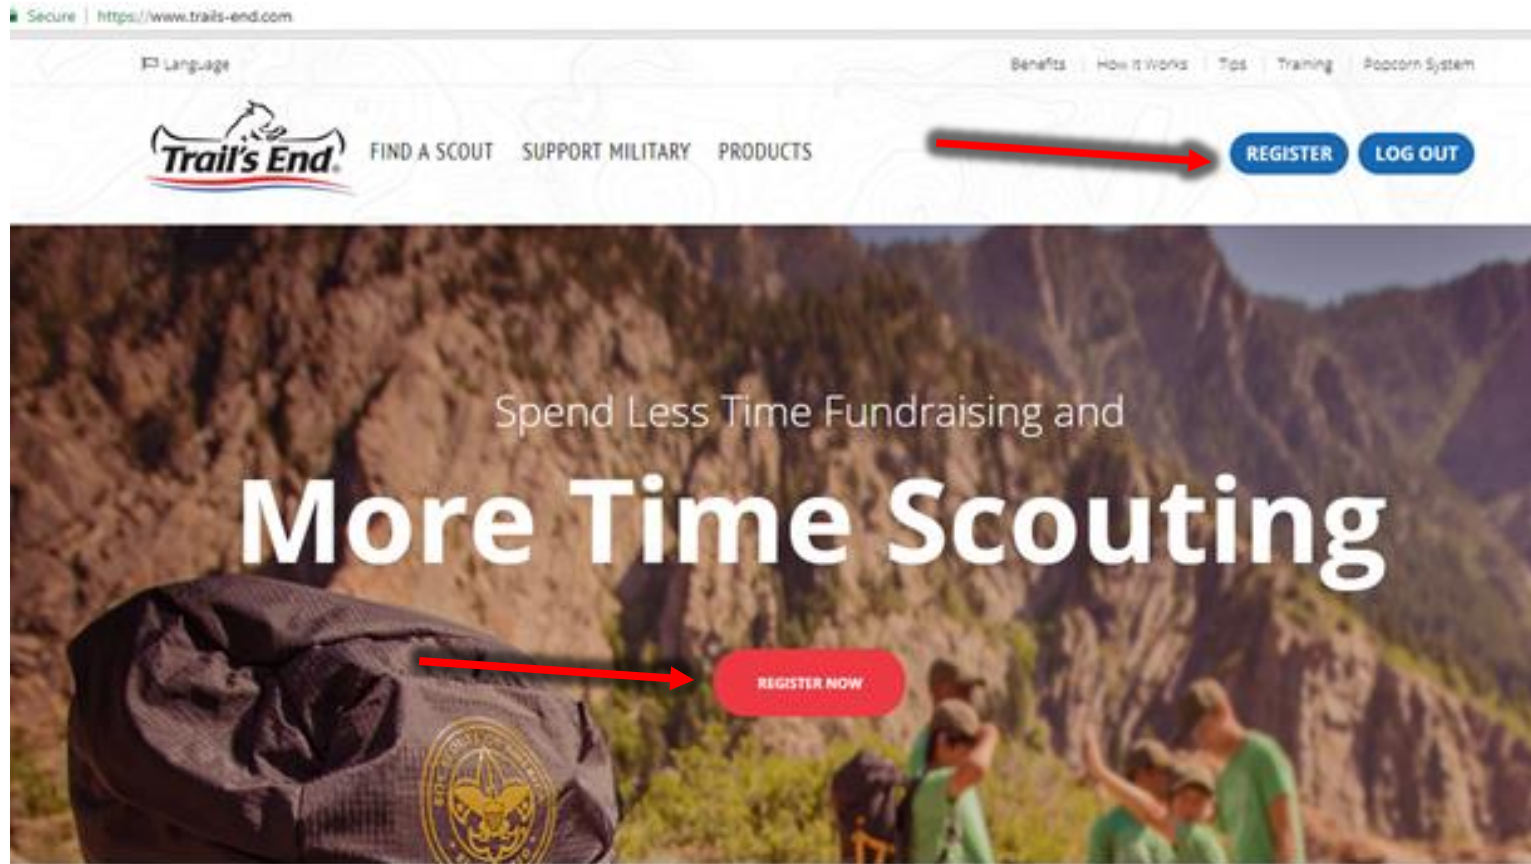 Secure | https://www.trails-end.com
Language
Benefits | How It Works | Tips | Training | Popcorn System
Trail's End.
FIND A SCOUT SUPPORT MILITARY PRODUCTS
REGISTER LOG OUT
Spend Less Time Fundraising and
More Time Scouting
REGISTER NOW